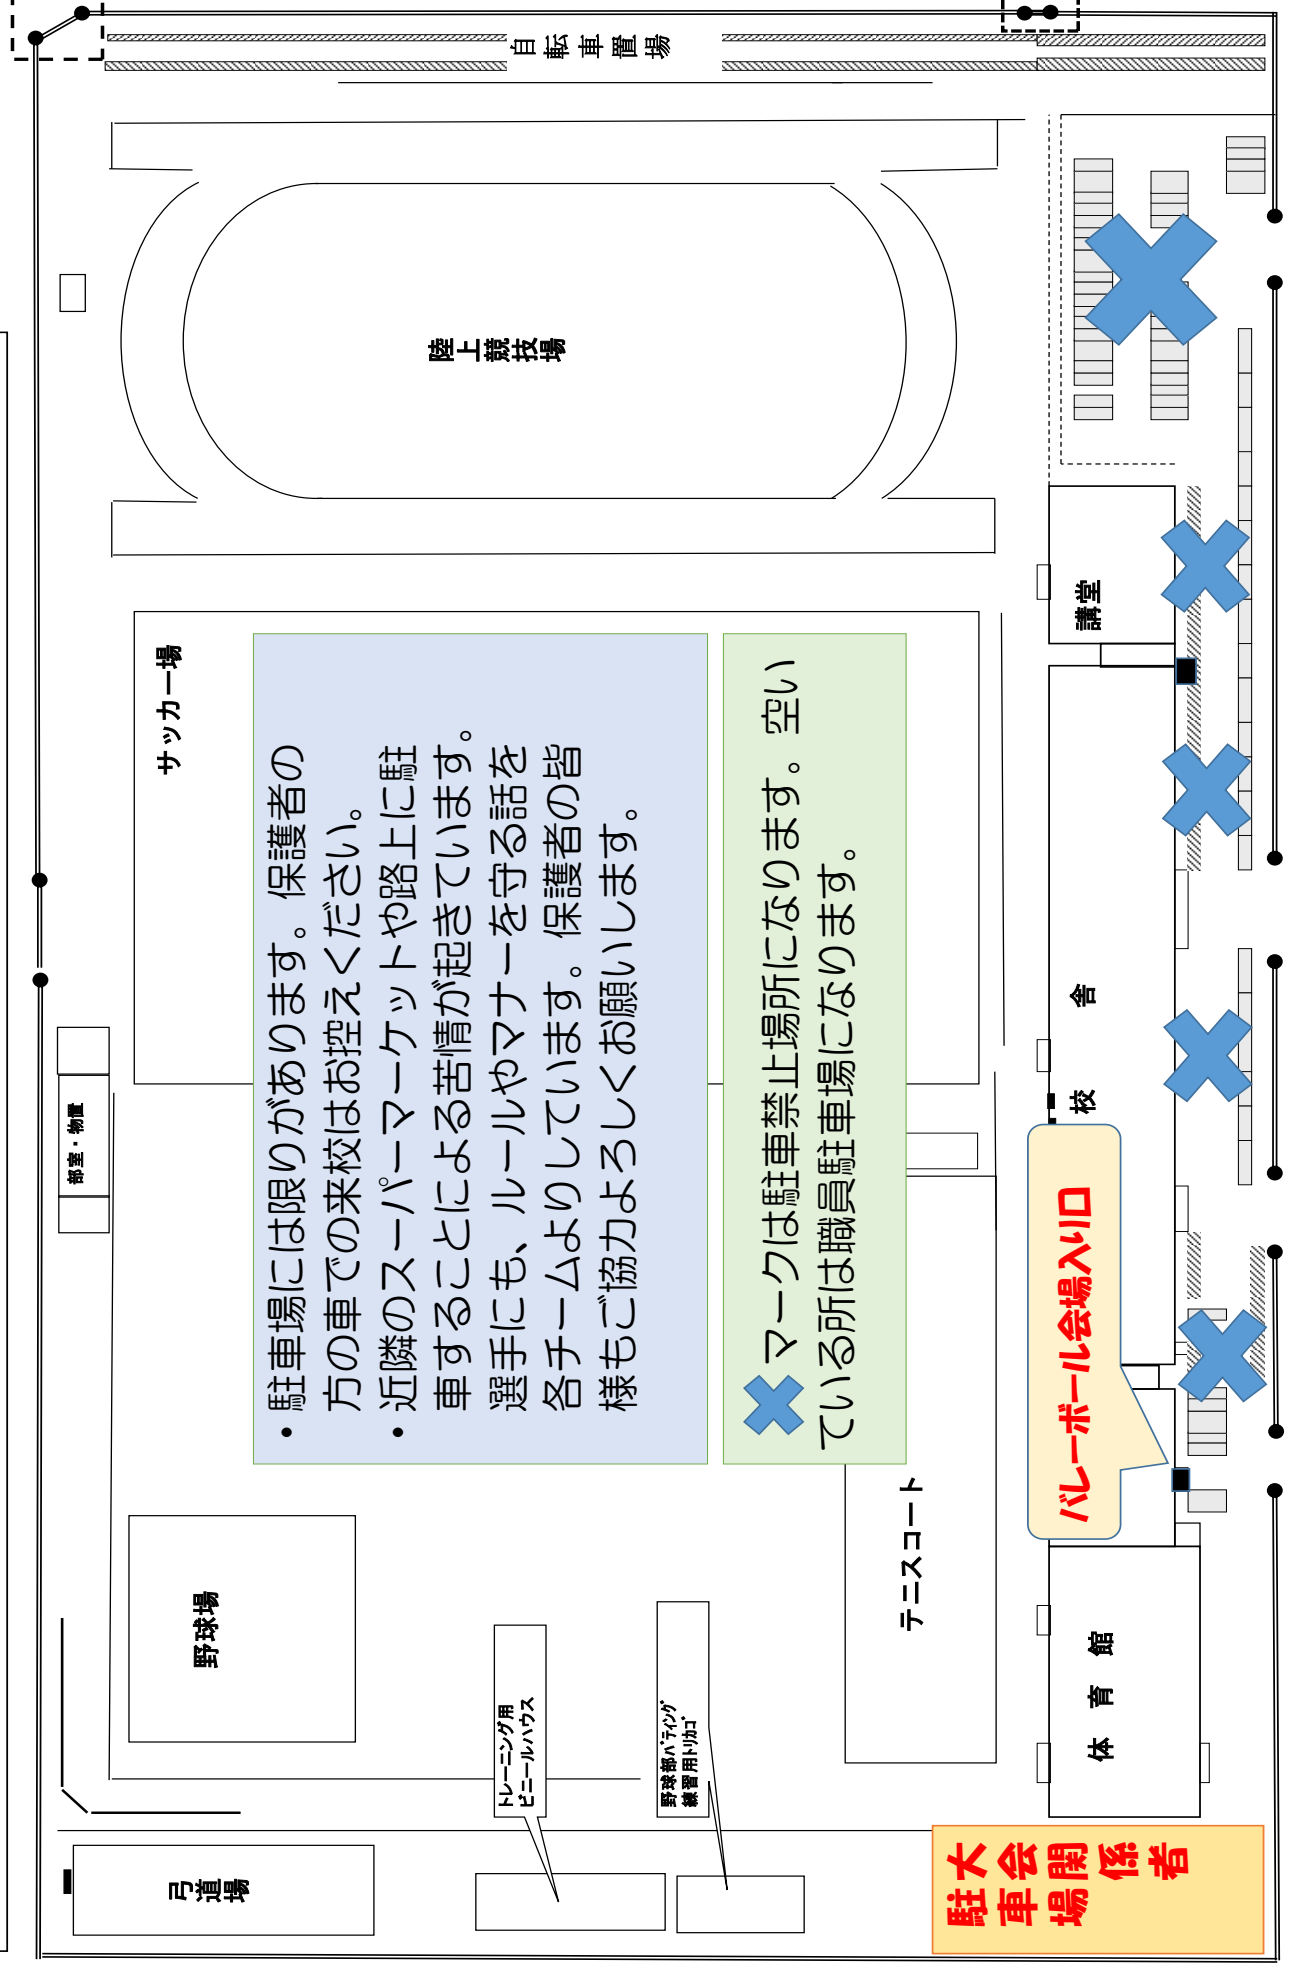 自転車置場
陸上競技場
サッカー場
講堂
校　舎
部室・物置
・駐車場には限りがあります。保護者の
方の車での来校はお控えください。
・近隣のスーパーマーケットや路上に駐
車することによる苦情が起きています。
選手にも、ルールやマナーを守る話を
各チームよりしています。保護者の皆
様もご協力よろしくお願いします。
マークは駐車禁止場所になります。空い
ている所は職員駐車場になります。
バレーボール会場入り口
野球場
テニスコート
トレーニング用
ビニールハウス
野球部バティング
練習用トリカゴ
体　育　館
弓道場
大会関係者
駐車場